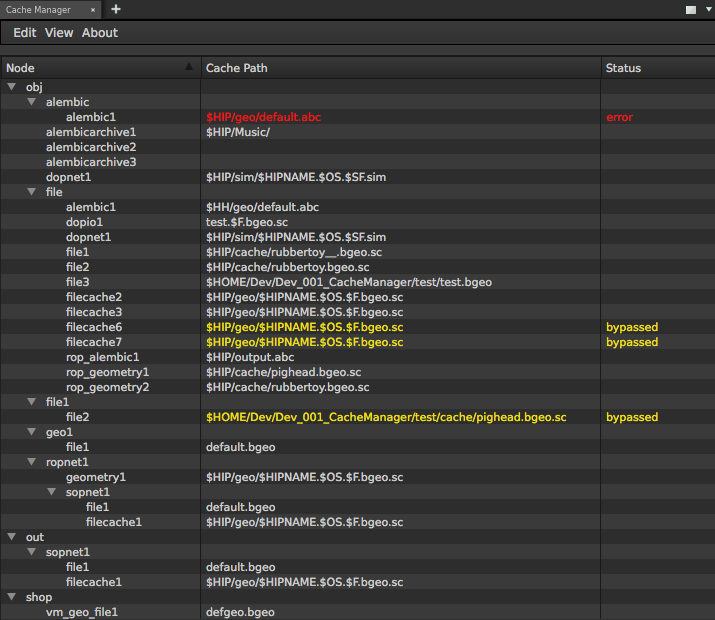 Cache Manager × +
Edit View About
Node Cache Path Status
obj
alembic
alembic1 $HIP/geo/default.abc error
alembicarchive1 $HIP/Music/
alembicarchive2
alembicarchive3
dopnet1 $HIP/sim/$HIPNAME.$OS.$SF.sim
file
alembic1 $HH/geo/default.abc
dopio1 test.$F.bgeo.sc
dopnet1 $HIP/sim/$HIPNAME.$OS.$SF.sim
file1 $HIP/cache/rubbertoy__.bgeo.sc
file2 $HIP/cache/rubbertoy.bgeo.sc
file3 $HOME/Dev/Dev_001_CacheManager/test/test.bgeo
filecache2 $HIP/geo/$HIPNAME.$OS.$F.bgeo.sc
filecache3 $HIP/geo/$HIPNAME.$OS.$F.bgeo.sc
filecache6 $HIP/geo/$HIPNAME.$OS.$F.bgeo.sc bypassed
filecache7 $HIP/geo/$HIPNAME.$OS.$F.bgeo.sc bypassed
rop_alembic1 $HIP/output.abc
rop_geometry1 $HIP/cache/pighead.bgeo.sc
rop_geometry2 $HIP/cache/rubbertoy.bgeo.sc
file1
file2 $HOME/Dev/Dev_001_CacheManager/test/cache/pighead.bgeo.sc bypassed
geo1
file1 default.bgeo
ropnet1
geometry1 $HIP/geo/$HIPNAME.$OS.$F.bgeo.sc
sopnet1
file1 default.bgeo
filecache1 $HIP/geo/$HIPNAME.$OS.$F.bgeo.sc
out
sopnet1
file1 default.bgeo
filecache1 $HIP/geo/$HIPNAME.$OS.$F.bgeo.sc
shop
vm_geo_file1 defgeo.bgeo